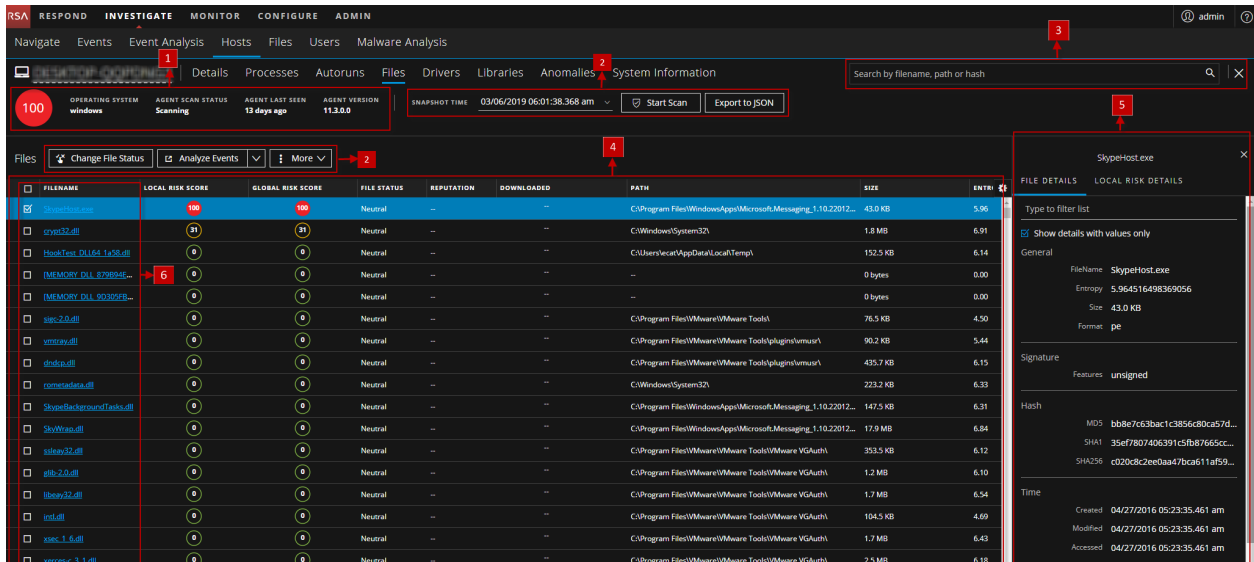 RSA RESPOND INVESTIGATE MONITOR CONFIGURE ADMIN admin
Navigate Events Event Analysis Hosts Files Users Malware Analysis
1
2
3
Details Processes Autoruns Files Drivers Libraries Anomalies System Information
Search by filename, path or hash
100
OPERATING SYSTEM AGENT SCAN STATUS AGENT LAST SEEN AGENT VERSION
windows Scanning 13 days ago 11.3.0.0
SNAPSHOT TIME 03/06/2019 06:01:38.368 am Start Scan Export to JSON
5
4
Files Change File Status Analyze Events More 2
FILENAME LOCAL RISK SCORE GLOBAL RISK SCORE FILE STATUS REPUTATION DOWNLOADED PATH SIZE ENTR
SkypeHost.exe 100 100 Neutral -- -- C:\Program Files\WindowsApps\Microsoft.Messaging_1.10.22012... 43.0 KB 5.96
crypt32.dll 31 31 Neutral -- -- C:\Windows\System32\ 1.8 MB 6.91
HookTest_DLL64_1a58.dll 0 0 Neutral -- -- C:\Users\ecat\AppData\Local\Temp\ 152.5 KB 6.14
[MEMORY_DLL_879B94E... 6 0 0 Neutral -- -- -- 0 bytes 0.00
[MEMORY_DLL_9D305FB... 0 0 Neutral -- -- -- 0 bytes 0.00
sigc-2.0.dll 0 0 Neutral -- -- C:\Program Files\VMware\VMware Tools\ 76.5 KB 4.50
vmtray.dll 0 0 Neutral -- -- C:\Program Files\VMware\VMware Tools\plugins\vmusr\ 90.2 KB 5.44
dndcp.dll 0 0 Neutral -- -- C:\Program Files\VMware\VMware Tools\plugins\vmusr\ 435.7 KB 6.15
rometadata.dll 0 0 Neutral -- -- C:\Windows\System32\ 223.2 KB 6.33
SkypeBackgroundTasks.dll 0 0 Neutral -- -- C:\Program Files\WindowsApps\Microsoft.Messaging_1.10.22012... 147.5 KB 6.31
SkyWrap.dll 0 0 Neutral -- -- C:\Program Files\WindowsApps\Microsoft.Messaging_1.10.22012... 17.9 MB 6.84
ssleay32.dll 0 0 Neutral -- -- C:\Program Files\VMware\VMware Tools\VMware VGAuth\ 353.5 KB 6.12
glib-2.0.dll 0 0 Neutral -- -- C:\Program Files\VMware\VMware Tools\VMware VGAuth\ 1.2 MB 6.10
libeay32.dll 0 0 Neutral -- -- C:\Program Files\VMware\VMware Tools\VMware VGAuth\ 1.7 MB 6.54
intl.dll 0 0 Neutral -- -- C:\Program Files\VMware\VMware Tools\VMware VGAuth\ 104.5 KB 4.69
xsec_1_6.dll 0 0 Neutral -- -- C:\Program Files\VMware\VMware Tools\VMware VGAuth\ 1.7 MB 6.43
xerces-c_3_1.dll 0 0 Neutral -- -- C:\Program Files\VMware\VMware Tools\VMware VGAuth\ 2.5 MB 6.18
SkypeHost.exe
FILE DETAILS LOCAL RISK DETAILS
Type to filter list
Show details with values only
General
FileName SkypeHost.exe
Entropy 5.964516498369056
Size 43.0 KB
Format pe
Signature
Features unsigned
Hash
MD5 bb8e7c63bac1c3856c80ca57d...
SHA1 35ef7807406391c5fb87665cc...
SHA256 c020c8c2ee0aa47bca611af59...
Time
Created 04/27/2016 05:23:35.461 am
Modified 04/27/2016 05:23:35.461 am
Accessed 04/27/2016 05:23:35.461 am